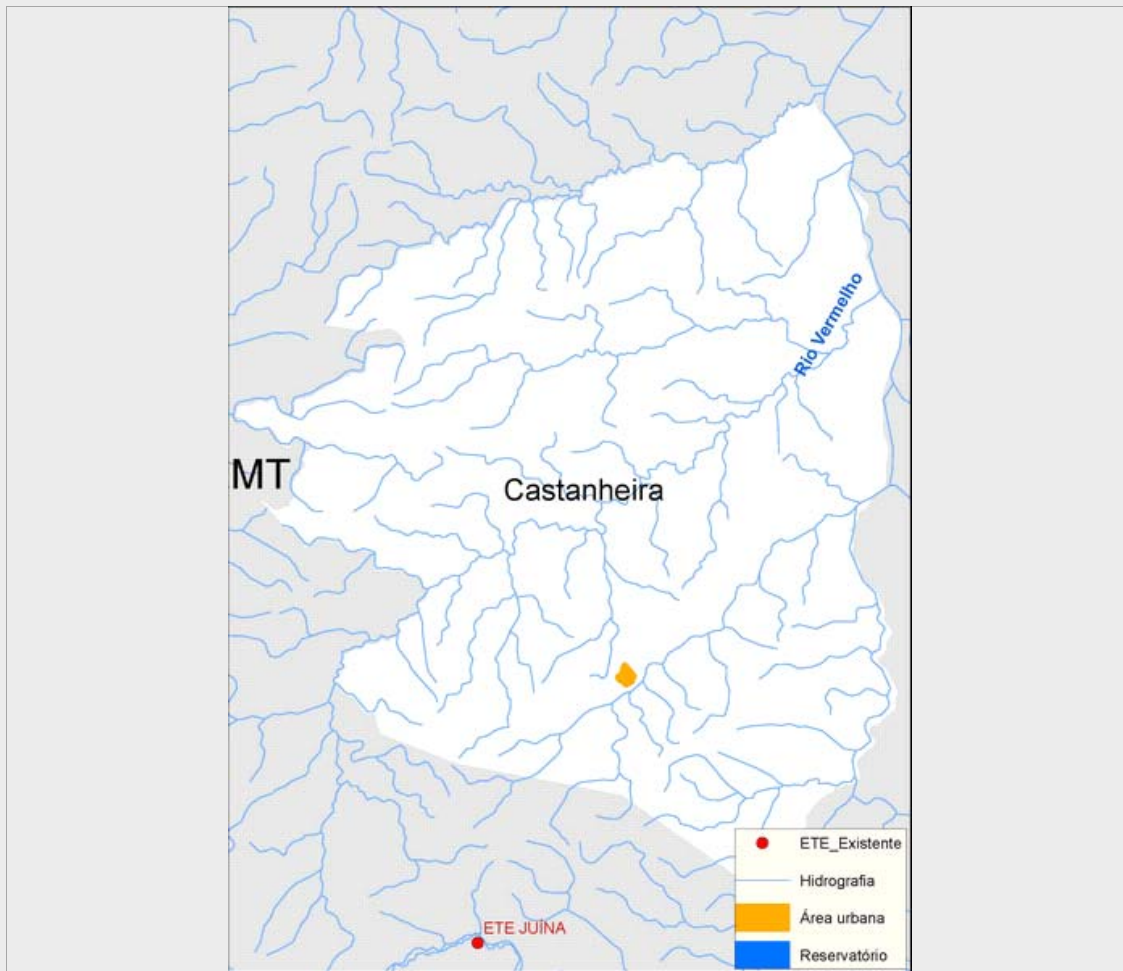 Rio Vermelho
MT
Castanheira
ETE_Existente
Hidrografia
Área urbana
Reservatório
ETE JUÍNA